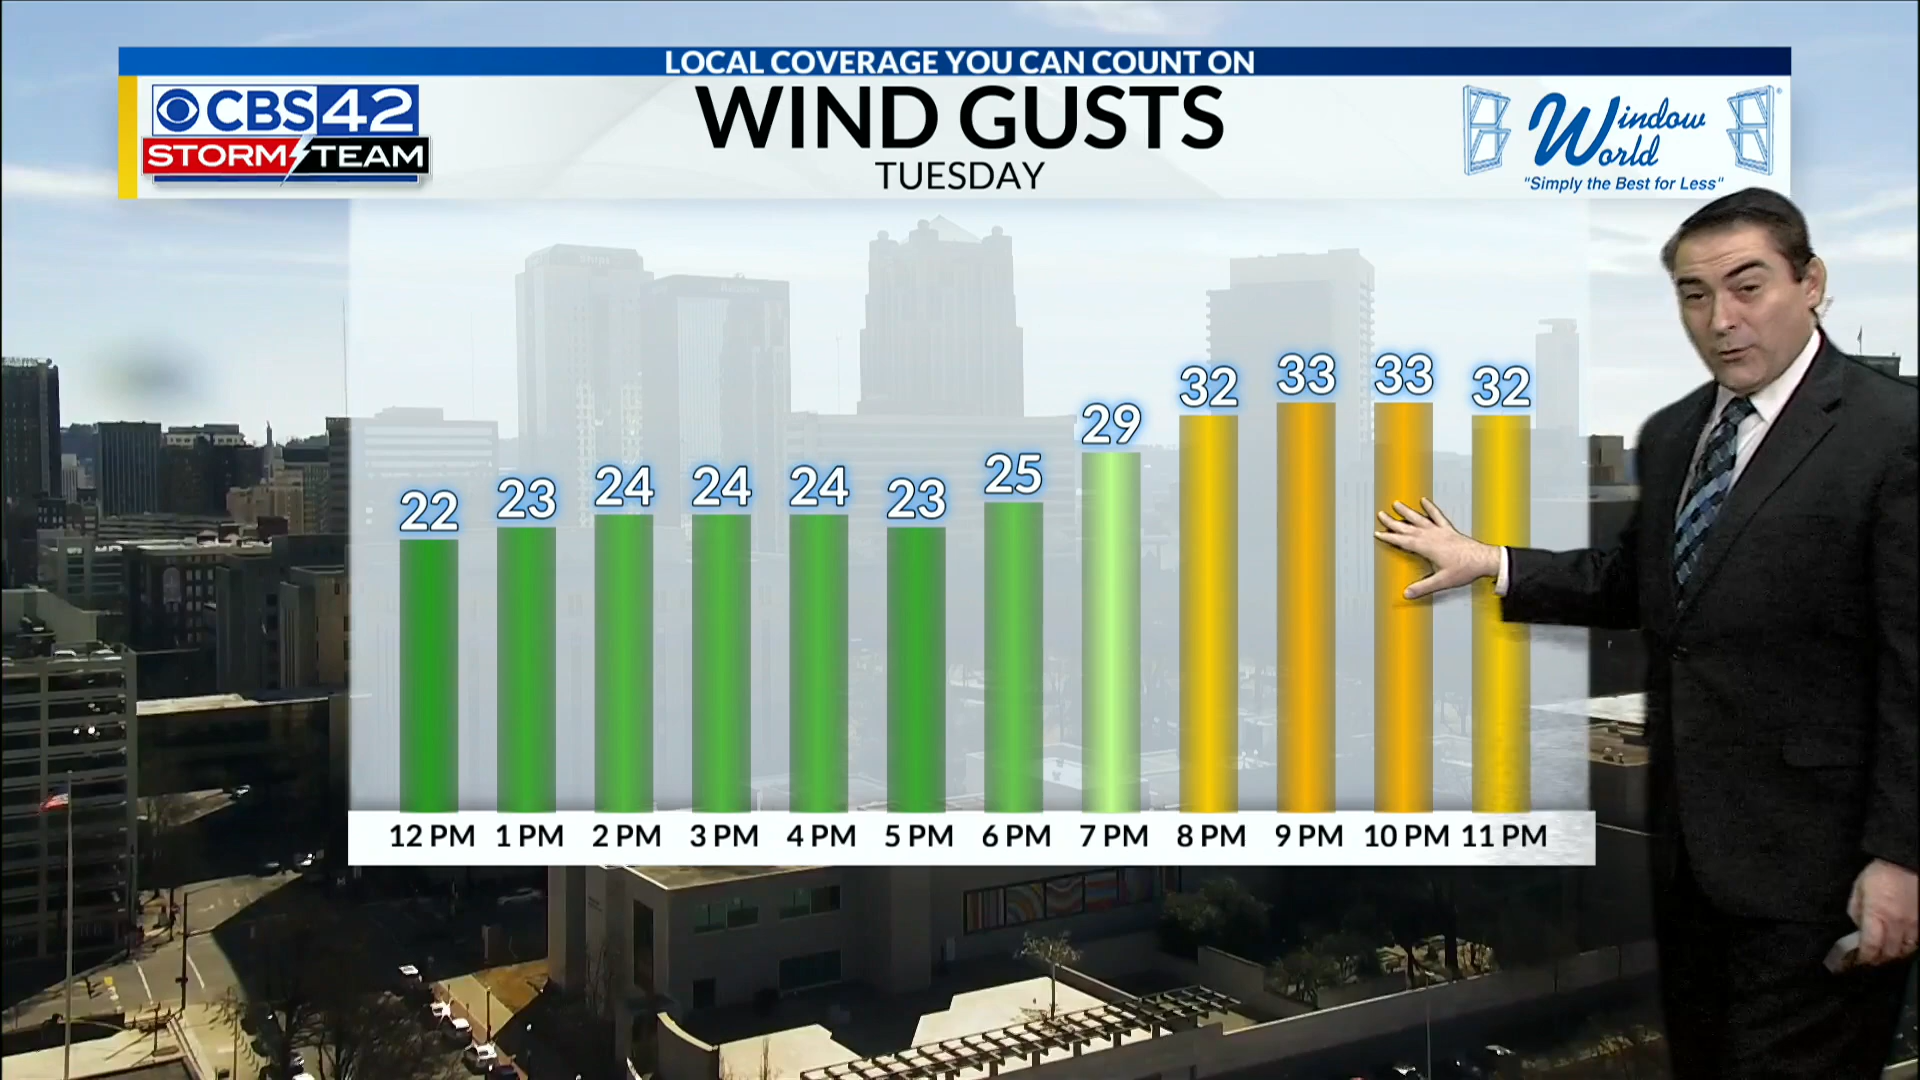 LOCAL COVERAGE YOU CAN COUNT ON
CBS 42
STORM TEAM
WIND GUSTS
TUESDAY
Window World
"Simply the Best for Less"
22 23 24 24 24 23 25 29 32 33 33 32
12 PM 1 PM 2 PM 3 PM 4 PM 5 PM 6 PM 7 PM 8 PM 9 PM 10 PM 11 PM